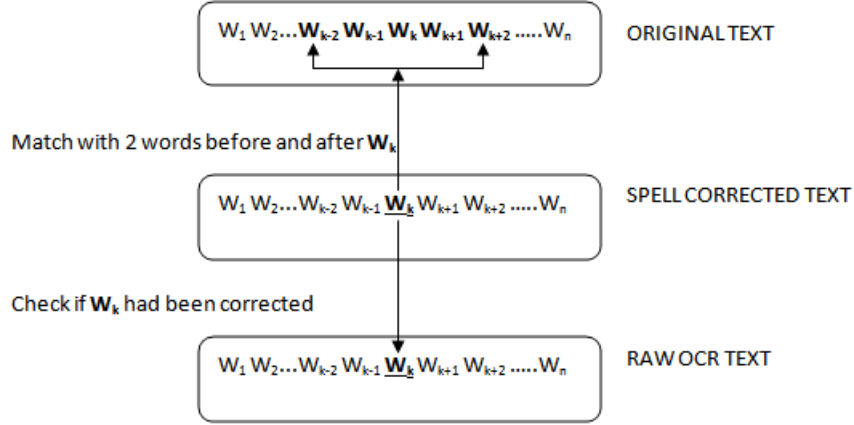 W₁ W₂...Wₖ₋₂ Wₖ₋₁ Wₖ Wₖ₊₁ Wₖ₊₂ .....Wₙ ORIGINAL TEXT
Match with 2 words before and after Wₖ
W₁ W₂...Wₖ₋₂ Wₖ₋₁ Wₖ Wₖ₊₁ Wₖ₊₂ .....Wₙ SPELL CORRECTED TEXT
Check if Wₖ had been corrected
W₁ W₂...Wₖ₋₂ Wₖ₋₁ Wₖ Wₖ₊₁ Wₖ₊₂ .....Wₙ RAW OCR TEXT